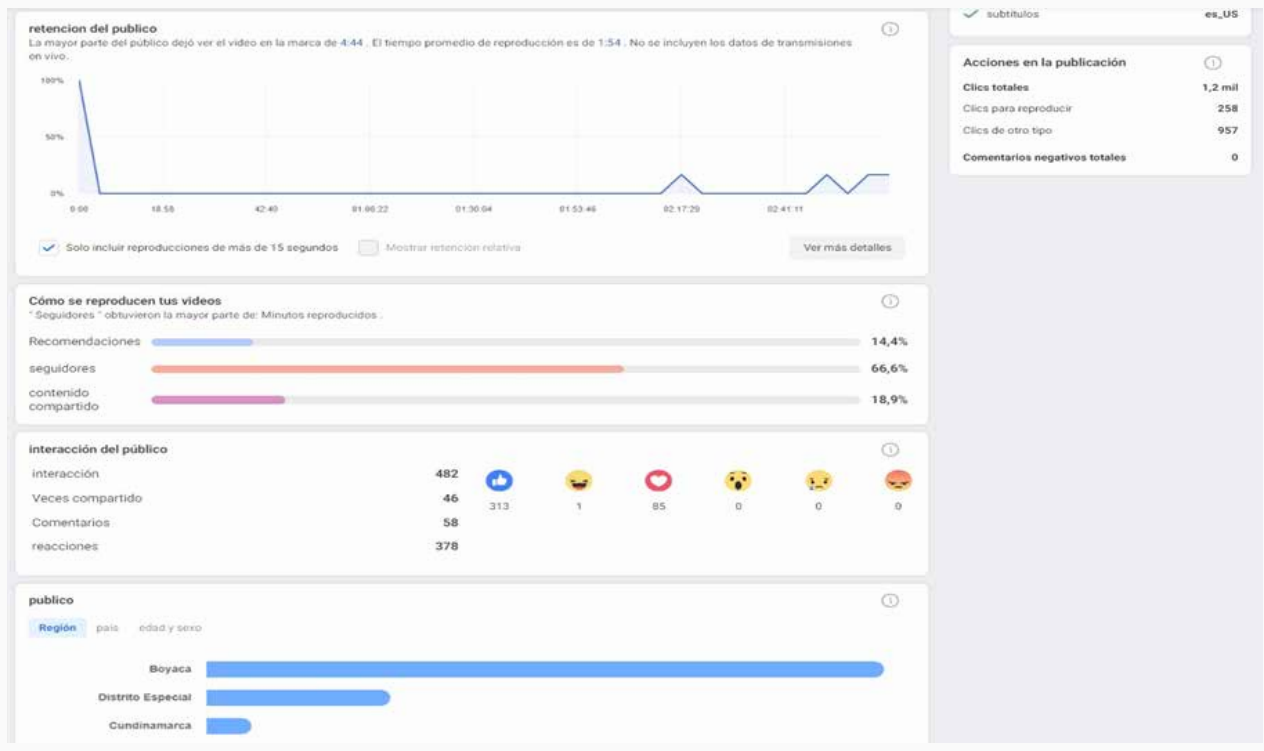 retencion del publico
La mayor parte del público dejó ver el video en la marca de 4:44 . El tiempo promedio de reproducción es de 1:54 . No se incluyen los datos de transmisiones
en vivo.
100%
50%
0%
0:00 18:58 42:40 01:06:22 01:30:04 01:53:46 02:17:29 02:41:11
Solo incluir reproducciones de más de 15 segundos Mostrar retención relativa Ver más detalles
Cómo se reproducen tus videos
" Seguidores " obtuvieron la mayor parte de: Minutos reproducidos .
Recomendaciones 14,4%
seguidores 66,6%
contenido
compartido 18,9%
interacción del público
interacción 482
Veces compartido 46
Comentarios 58
reacciones 378
313 1 85 0 0 0
publico
Región país edad y sexo
Boyaca
Distrito Especial
Cundinamarca
subtítulos es_US
Acciones en la publicación
Clics totales 1,2 mil
Clics para reproducir 258
Clics de otro tipo 957
Comentarios negativos totales 0